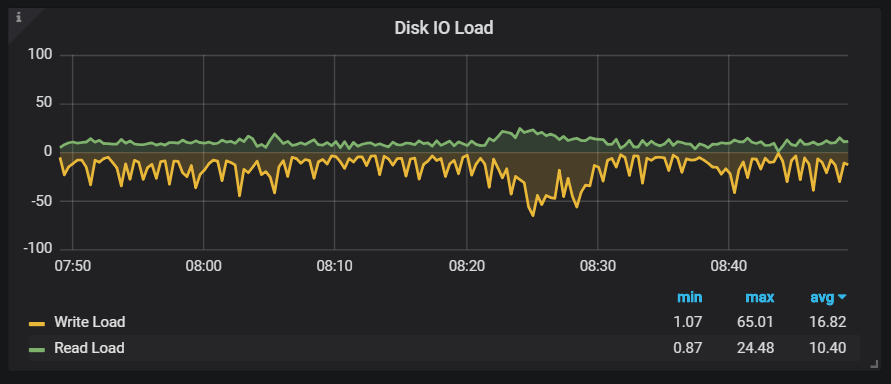 i
Disk IO Load
100
50
0
-50
-100
07:50 08:00 08:10 08:20 08:30 08:40
min max avg
Write Load 1.07 65.01 16.82
Read Load 0.87 24.48 10.40